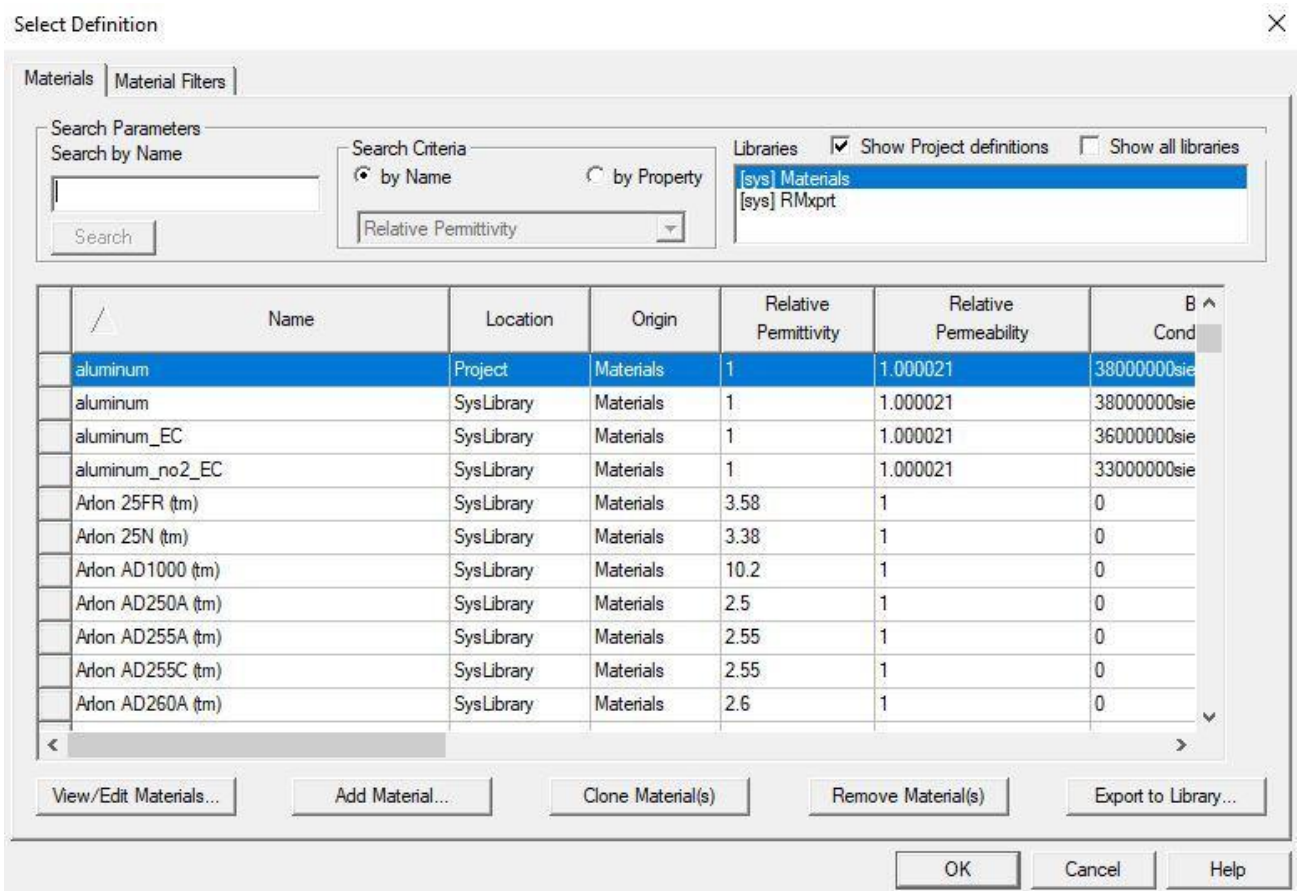 Select Definition
Materials Material Filters
Search Parameters
Search by Name
Search
Search Criteria
by Name by Property
Relative Permittivity
Libraries Show Project definitions Show all libraries
[sys] Materials
[sys] RMxprt
Name Location Origin Relative Permittivity Relative Permeability B Cond
aluminum Project Materials 1 1.000021 38000000sie
aluminum SysLibrary Materials 1 1.000021 38000000sie
aluminum_EC SysLibrary Materials 1 1.000021 36000000sie
aluminum_no2_EC SysLibrary Materials 1 1.000021 33000000sie
Arlon 25FR (tm) SysLibrary Materials 3.58 1 0
Arlon 25N (tm) SysLibrary Materials 3.38 1 0
Arlon AD1000 (tm) SysLibrary Materials 10.2 1 0
Arlon AD250A (tm) SysLibrary Materials 2.5 1 0
Arlon AD255A (tm) SysLibrary Materials 2.55 1 0
Arlon AD255C (tm) SysLibrary Materials 2.55 1 0
Arlon AD260A (tm) SysLibrary Materials 2.6 1 0
View/Edit Materials... Add Material... Clone Material(s) Remove Material(s) Export to Library...
OK Cancel Help